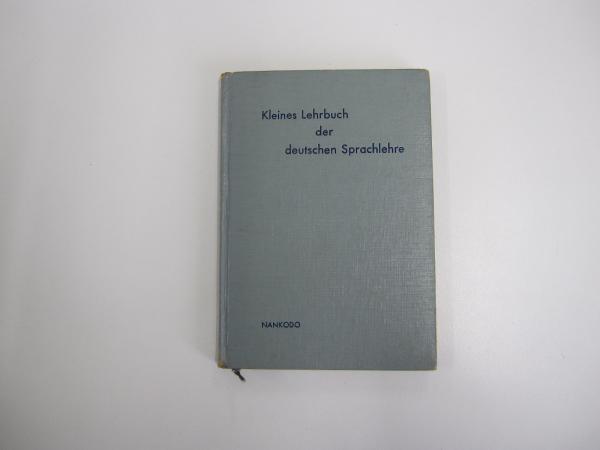 Kleines Lehrbuch
der
deutschen Sprachlehre
NANKODO